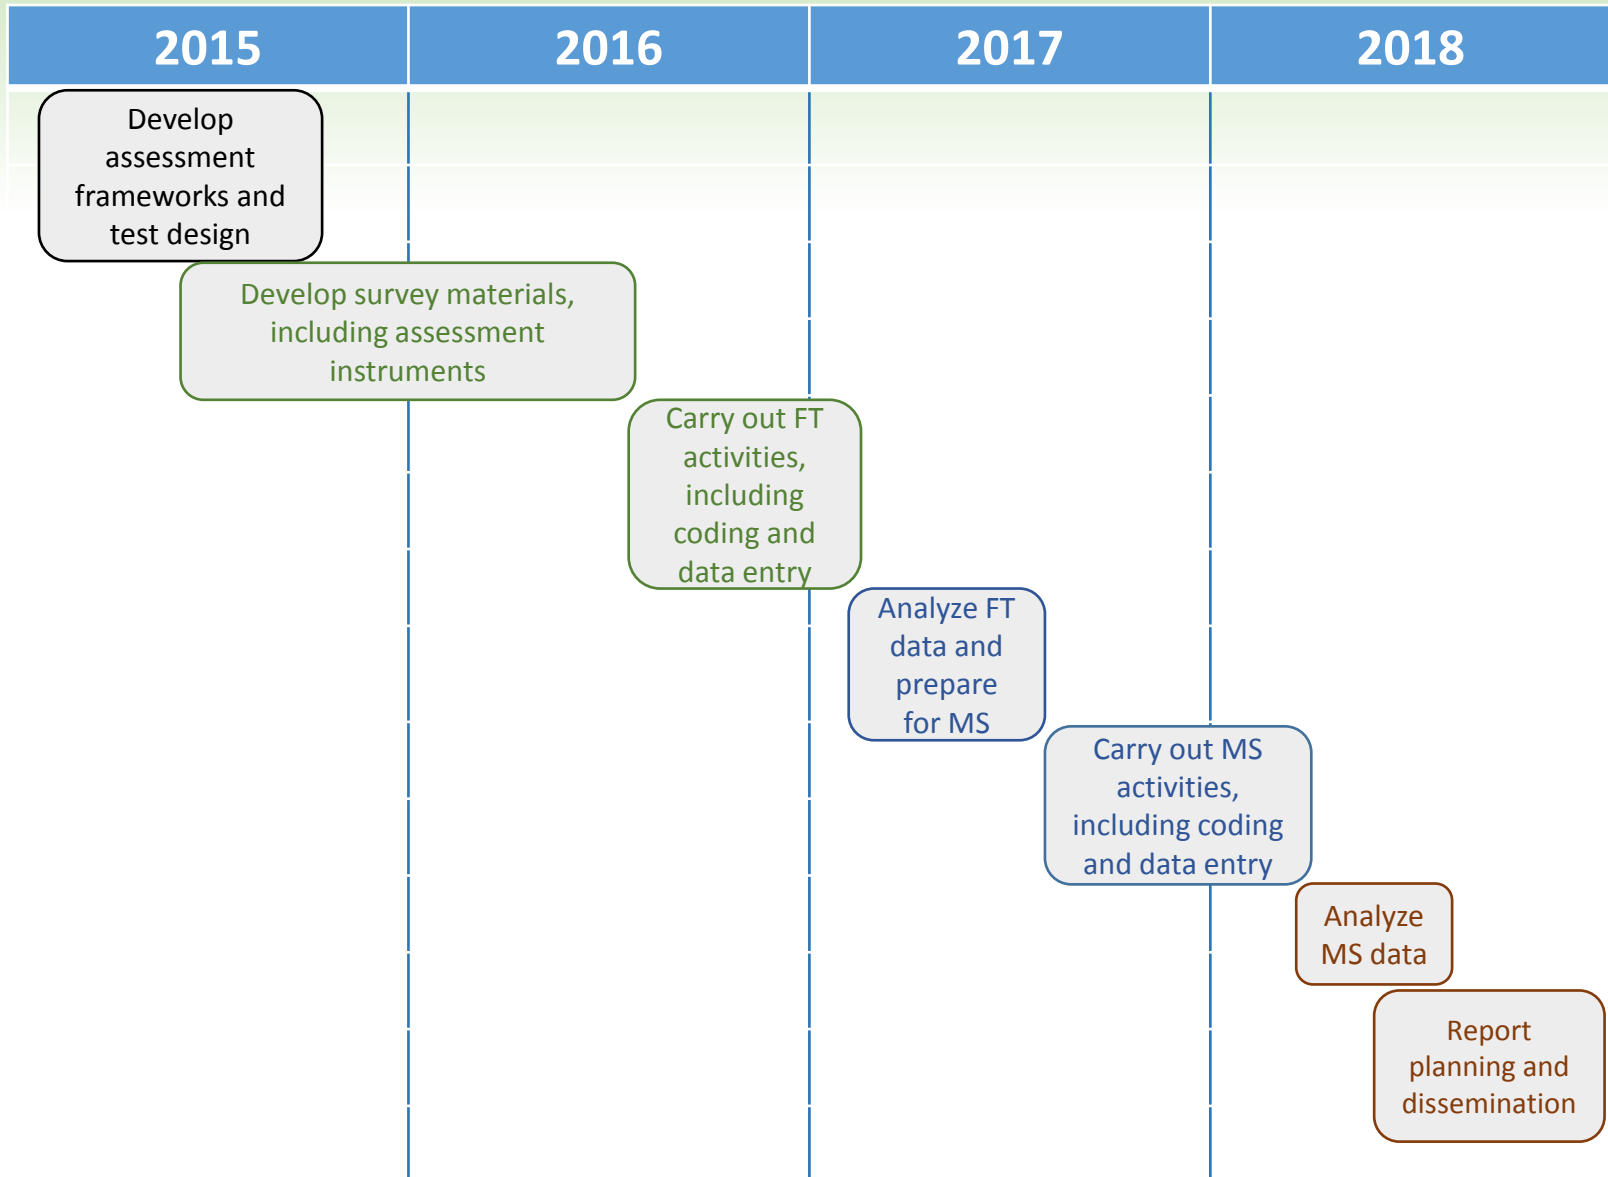 2015 2016 2017 2018
Develop
assessment
frameworks and
test design
Develop survey materials,
including assessment
instruments
Carry out FT
activities,
including
coding and
data entry
Analyze FT
data and
prepare
for MS
Carry out MS
activities,
including coding
and data entry
Analyze
MS data
Report
planning and
dissemination